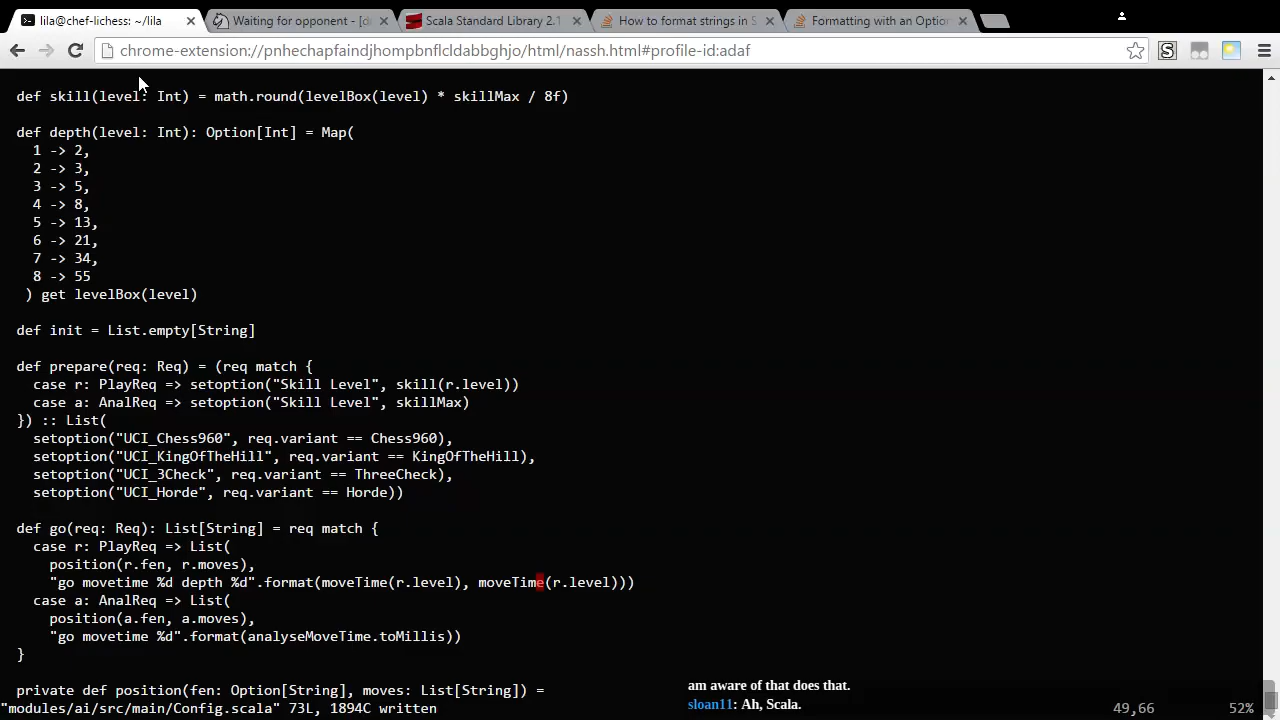 lila@chef-lichess: ~/lila
Waiting for opponent - [d
Scala Standard Library 2.1
How to format strings in S
Formatting with an Option
chrome-extension://pnhechapfaindjhompbnflcldabbghjo/html/nassh.html#profile-id:adaf
def skill(level: Int) = math.round(levelBox(level) * skillMax / 8f)
def depth(level: Int): Option[Int] = Map(
1 -> 2,
2 -> 3,
3 -> 5,
4 -> 8,
5 -> 13,
6 -> 21,
7 -> 34,
8 -> 55
) get levelBox(level)
def init = List.empty[String]
def prepare(req: Req) = (req match {
case r: PlayReq => setoption("Skill Level", skill(r.level))
case a: AnalReq => setoption("Skill Level", skillMax)
}) :: List(
setoption("UCI_Chess960", req.variant == Chess960),
setoption("UCI_KingOfTheHill", req.variant == KingOfTheHill),
setoption("UCI_3Check", req.variant == ThreeCheck),
setoption("UCI_Horde", req.variant == Horde))
def go(req: Req): List[String] = req match {
case r: PlayReq => List(
position(r.fen, r.moves),
"go movetime %d depth %d".format(moveTime(r.level), moveTime(r.level)))
case a: AnalReq => List(
position(a.fen, a.moves),
"go movetime %d".format(analyseMoveTime.toMillis))
}
private def position(fen: Option[String], moves: List[String]) =
"modules/ai/src/main/Config.scala" 73L, 1894C written
49,66
52%
am aware of that does that.
sloan11: Ah, Scala.